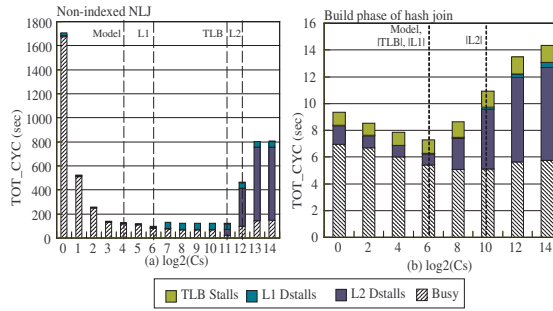 Non-indexed NLJ
Model L1 TLB L2
1800
1600
1400
1200
1000
800
600
400
200
0
TOT_CYC (sec)
0 1 2 3 4 5 6 7 8 9 10 11 12 13 14
(a) log2(Cs)
Build phase of hash join
Model,
|TLB|, |L1| |L2|
16
14
12
10
8
6
4
2
0
TOT_CYC (sec)
0 2 4 6 8 10 12 14
(b) log2(Cs)
TLB Stalls L1 Dstalls L2 Dstalls Busy